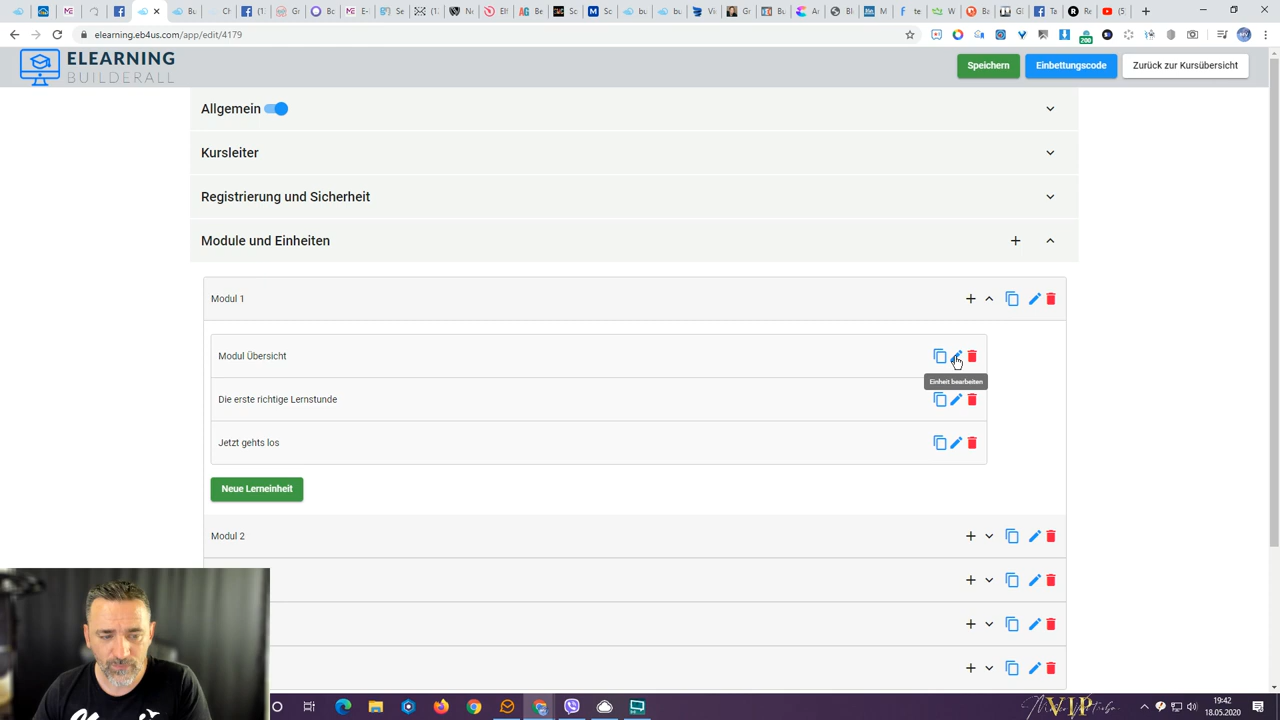 elearning.eb4us.com/app/edit/4179
200
ELEARNING
BUILDERALL
Speichern
Einbettungscode
Zurück zur Kursübersicht
Allgemein
Kursleiter
Registrierung und Sicherheit
Module und Einheiten
Modul 1
Modul Übersicht
Einheit bearbeiten
Die erste richtige Lernstunde
Jetzt gehts los
Neue Lerneinheit
Modul 2
VIP
19:42
18.05.2020